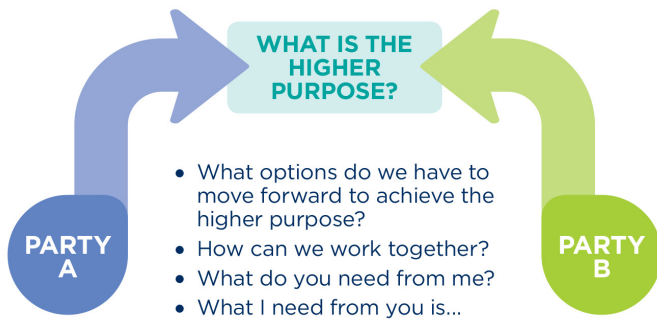 WHAT IS THE
HIGHER
PURPOSE?
• What options do we have to
move forward to achieve the
higher purpose?
• How can we work together?
• What do you need from me?
• What I need from you is...
PARTY
A
PARTY
B